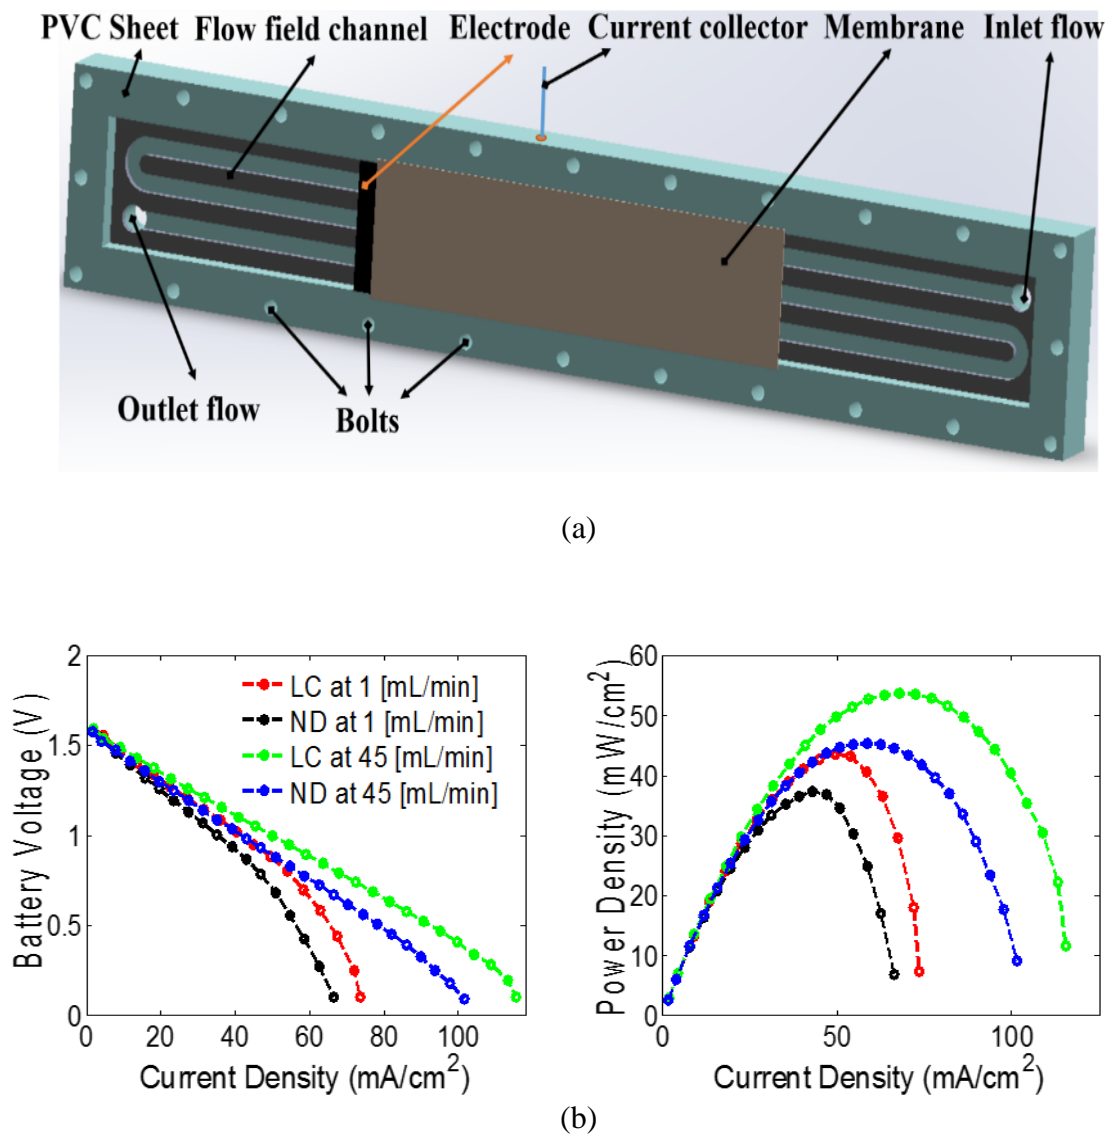 PVC Sheet Flow field channel Electrode Current collector Membrane Inlet flow
Outlet flow
Bolts
(a)
2
1.5
1
0.5
0
0 20 40 60 80 100
Battery Voltage (V)
Current Density (mA/cm²)
LC at 1 [mL/min]
ND at 1 [mL/min]
LC at 45 [mL/min]
ND at 45 [mL/min]
60
50
40
30
20
10
0
0 50 100
Power Density (mW/cm²)
Current Density (mA/cm²)
(b)